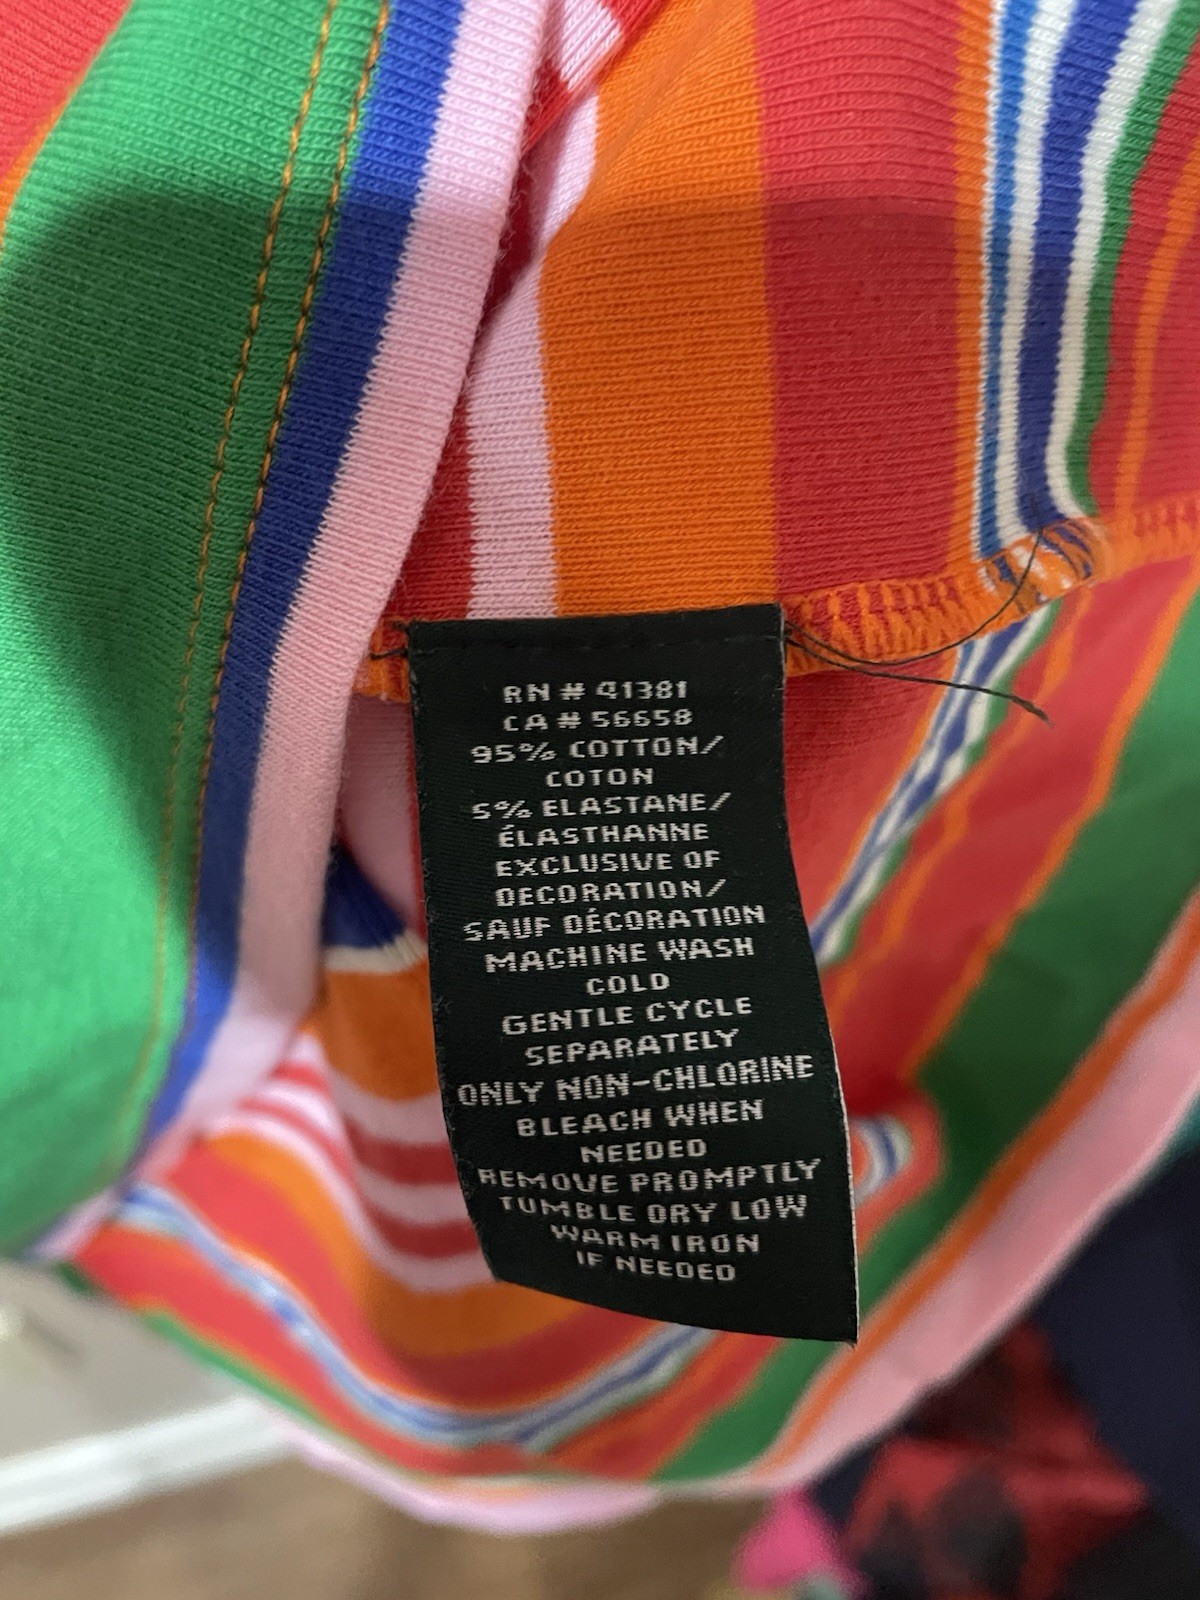 RN # 41381
CA # 56658
95% COTTON/
COTON
5% ELASTANE/
ÉLASTHANNE
EXCLUSIVE OF
DECORATION/
SAUF DÉCORATION
MACHINE WASH
COLD
GENTLE CYCLE
SEPARATELY
ONLY NON-CHLORINE
BLEACH WHEN
NEEDED
REMOVE PROMPTLY
TUMBLE DRY LOW
WARM IRON
IF NEEDED